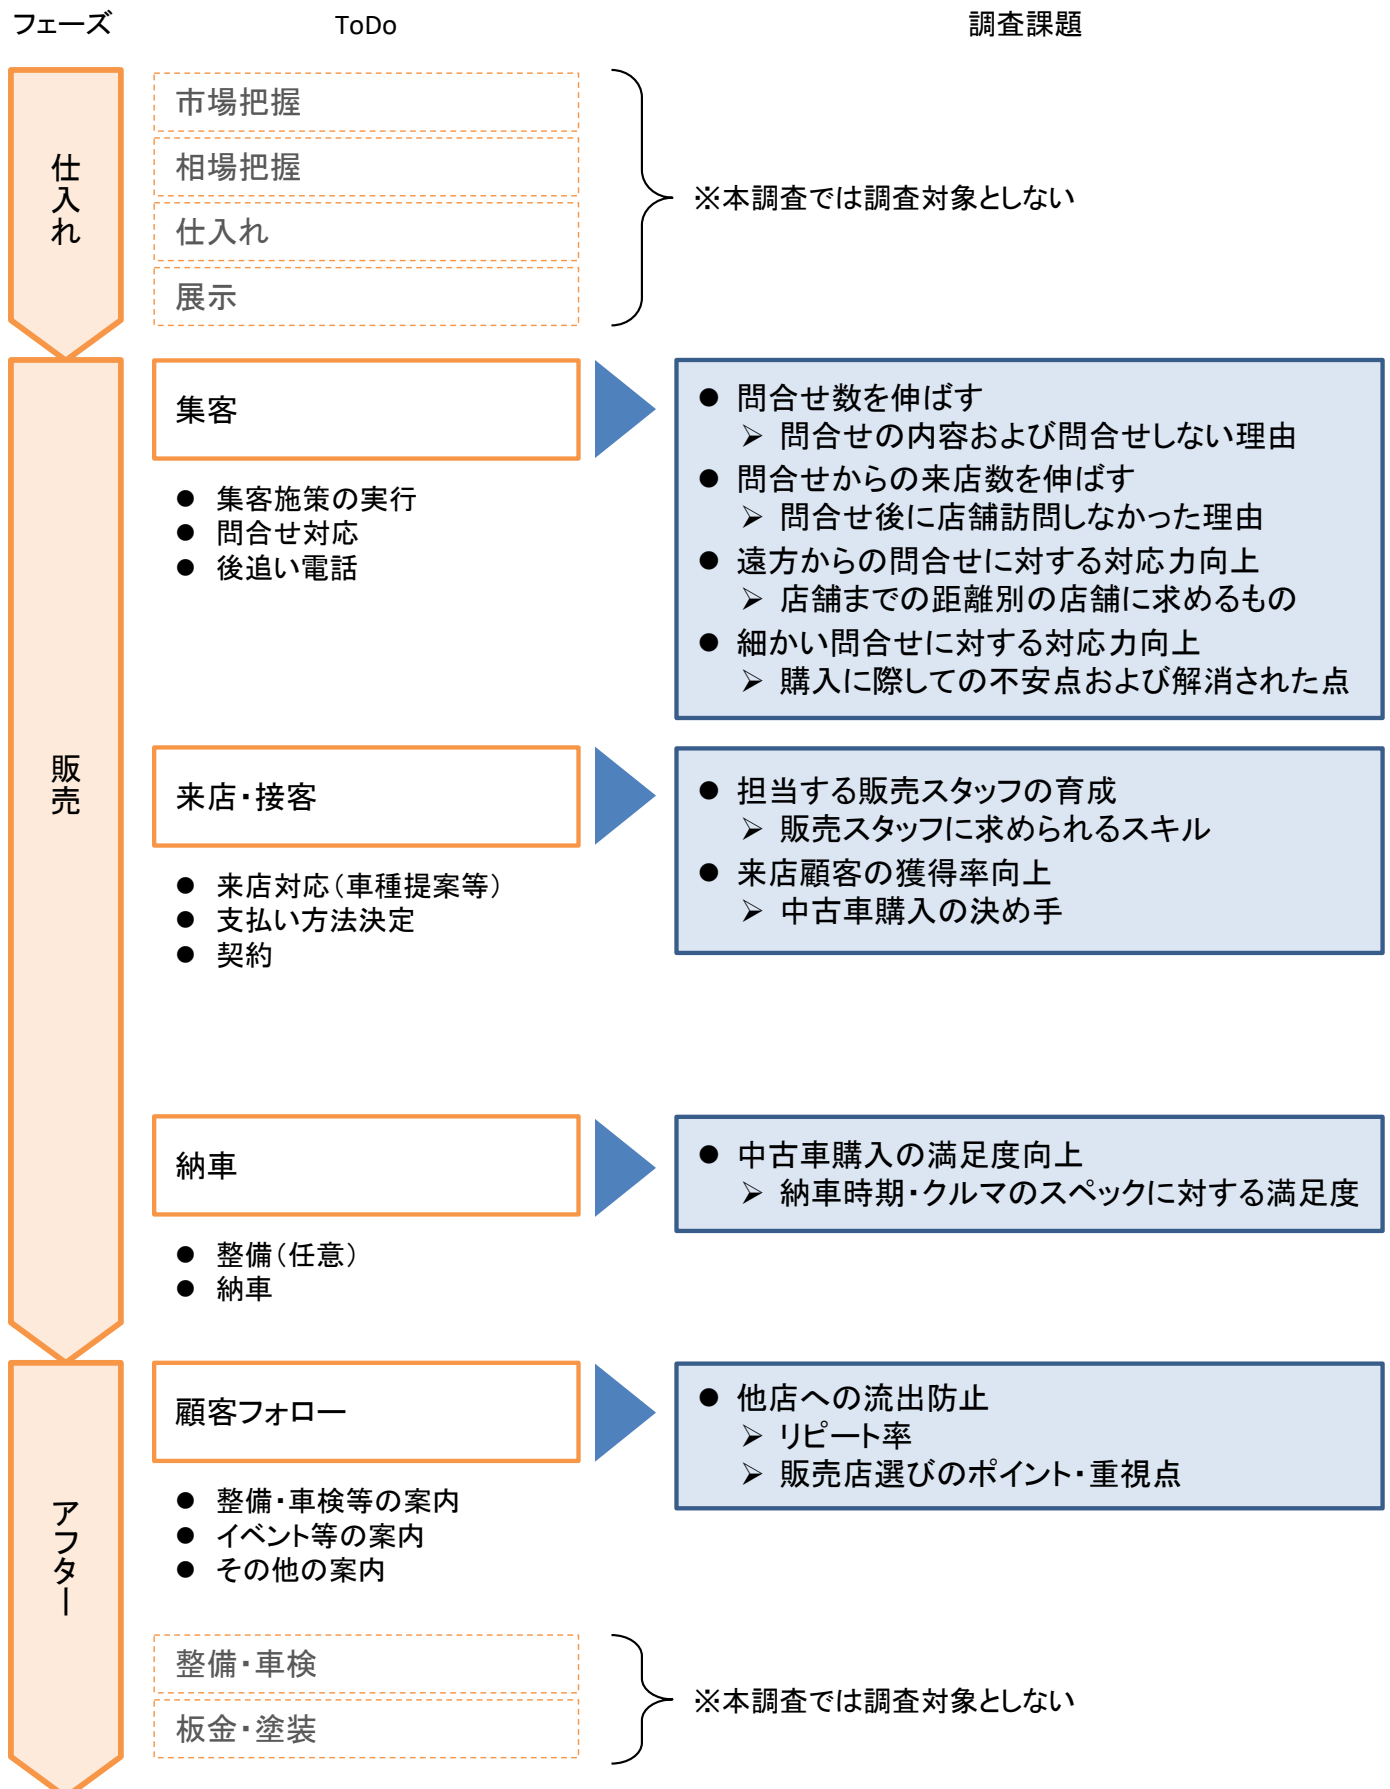 フェーズ
ToDo
調査課題
仕入れ
市場把握
相場把握
仕入れ
展示
※本調査では調査対象としない
販売
集客
● 集客施策の実行
● 問合せ対応
● 後追い電話
● 問合せ数を伸ばす
➢ 問合せの内容および問合せしない理由
● 問合せからの来店数を伸ばす
➢ 問合せ後に店舗訪問しなかった理由
● 遠方からの問合せに対する対応力向上
➢ 店舗までの距離別の店舗に求めるもの
● 細かい問合せに対する対応力向上
➢ 購入に際しての不安点および解消された点
来店・接客
● 来店対応(車種提案等)
● 支払い方法決定
● 契約
● 担当する販売スタッフの育成
➢ 販売スタッフに求められるスキル
● 来店顧客の獲得率向上
➢ 中古車購入の決め手
納車
● 整備(任意)
● 納車
● 中古車購入の満足度向上
➢ 納車時期・クルマのスペックに対する満足度
アフター
顧客フォロー
● 整備・車検等の案内
● イベント等の案内
● その他の案内
● 他店への流出防止
➢ リピート率
➢ 販売店選びのポイント・重視点
整備・車検
板金・塗装
※本調査では調査対象としない